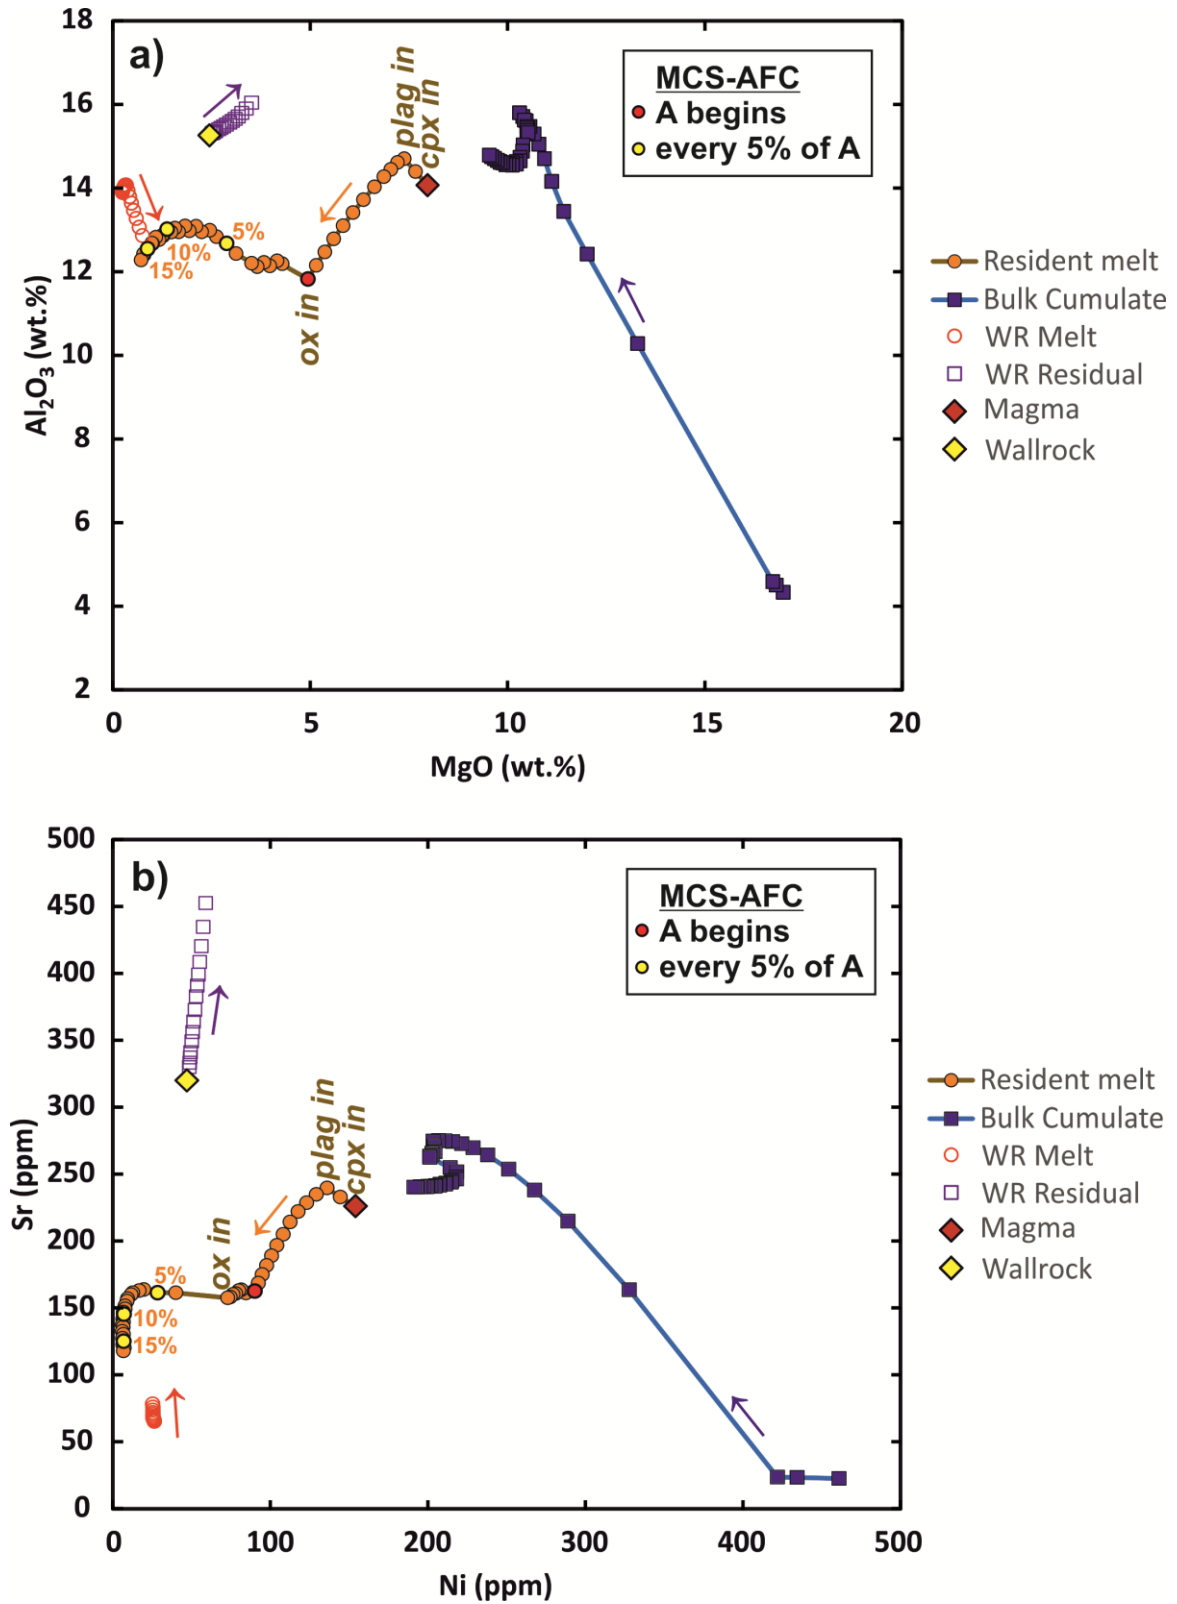 a)
MCS-AFC
A begins
every 5% of A
18
16
14
12
10
8
6
4
2
Al₂O₃ (wt.%)
plag in
cpx in
ox in
5%
10%
15%
0
5
10
15
20
MgO (wt.%)
Resident melt
Bulk Cumulate
WR Melt
WR Residual
Magma
Wallrock
b)
MCS-AFC
A begins
every 5% of A
500
450
400
350
300
250
200
150
100
50
0
Sr (ppm)
plag in
cpx in
ox in
5%
10%
15%
0
100
200
300
400
500
Ni (ppm)
Resident melt
Bulk Cumulate
WR Melt
WR Residual
Magma
Wallrock